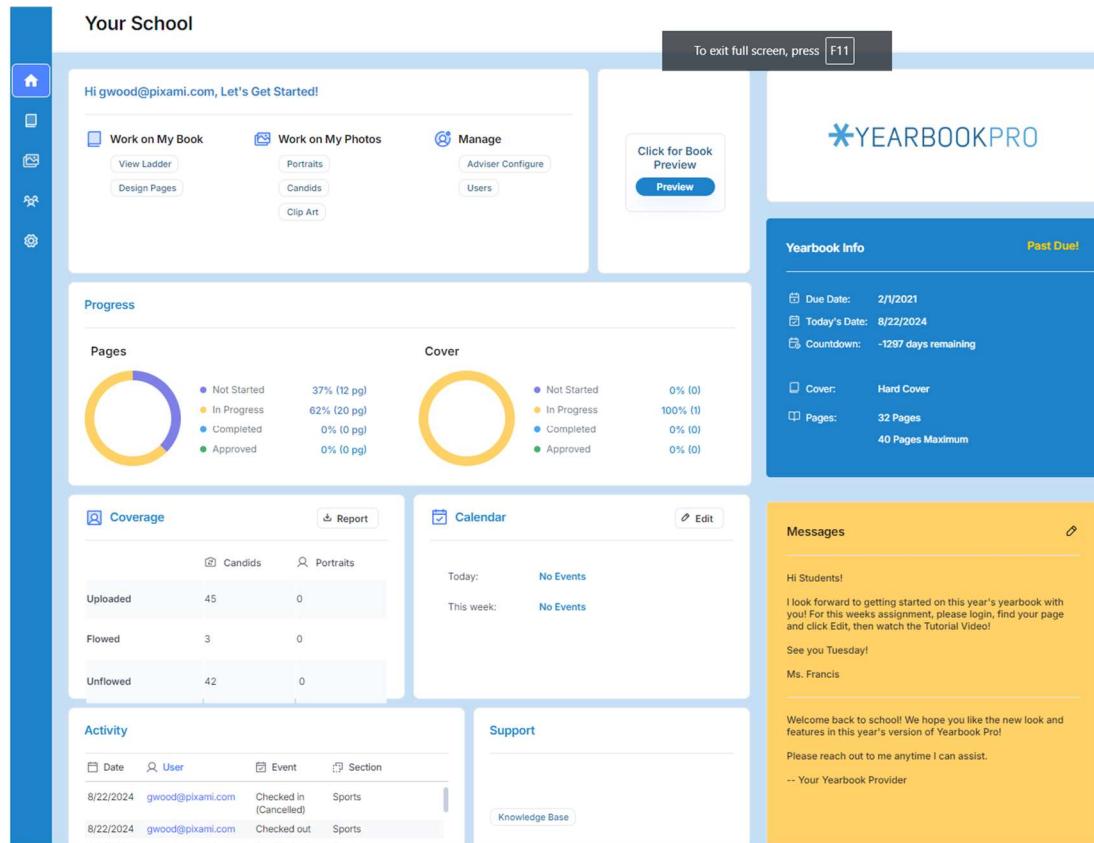 Your School
To exit full screen, press F11
Hi gwood@pixami.com, Let's Get Started!
Work on My Book
View Ladder
Design Pages
Work on My Photos
Portraits
Candids
Clip Art
Manage
Adviser Configure
Users
Click for Book
Preview
Preview
YEARBOOKPRO
Yearbook Info Past Due!
Due Date: 2/1/2021
Today's Date: 8/22/2024
Countdown: -1297 days remaining
Cover: Hard Cover
Pages: 32 Pages
40 Pages Maximum
Progress
Pages
Not Started 37% (12 pg)
In Progress 62% (20 pg)
Completed 0% (0 pg)
Approved 0% (0 pg)
Cover
Not Started 0% (0)
In Progress 100% (1)
Completed 0% (0)
Approved 0% (0)
Coverage Report
Candids Portraits
Uploaded 45 0
Flowed 3 0
Unflowed 42 0
Calendar Edit
Today: No Events
This week: No Events
Messages
Hi Students!
I look forward to getting started on this year's yearbook with
you! For this weeks assignment, please login, find your page
and click Edit, then watch the Tutorial Video!
See you Tuesday!
Ms. Francis
Welcome back to school! We hope you like the new look and
features in this year's version of Yearbook Pro!
Please reach out to me anytime I can assist.
-- Your Yearbook Provider
Activity
Date User Event Section
8/22/2024 gwood@pixami.com Checked in Sports
(Cancelled)
8/22/2024 gwood@pixami.com Checked out Sports
Support
Knowledge Base